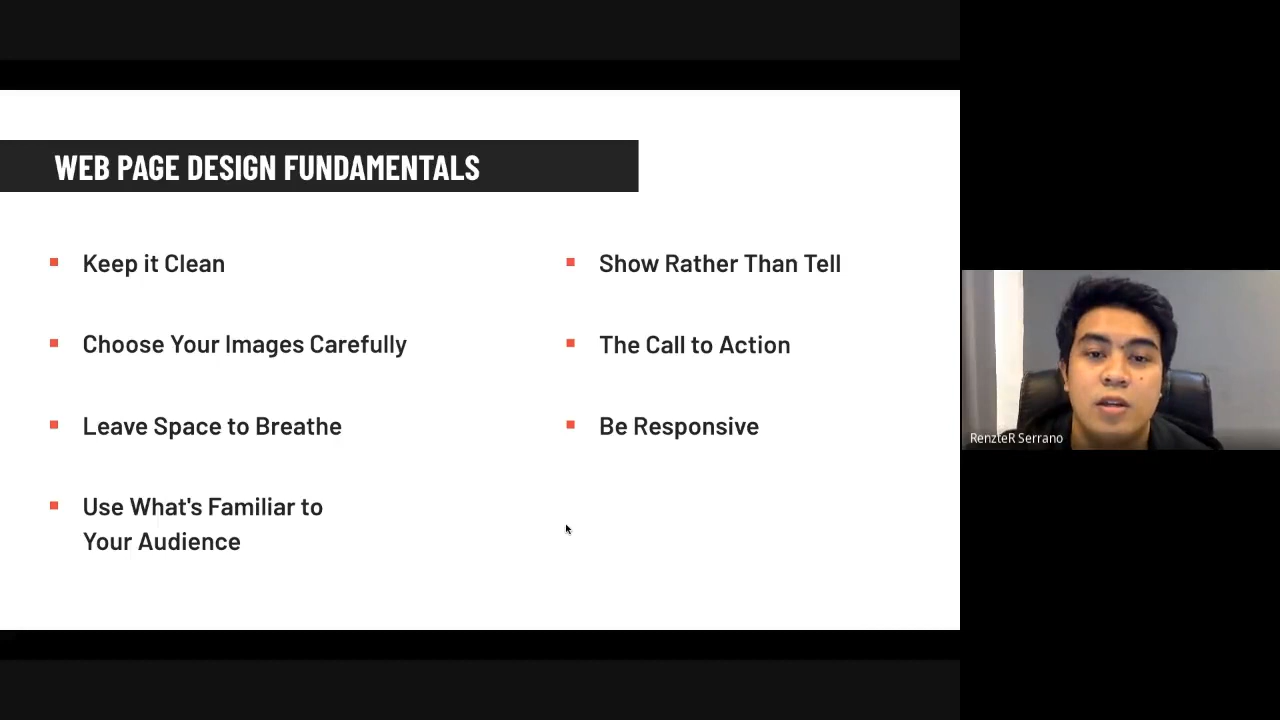 WEB PAGE DESIGN FUNDAMENTALS
Keep it Clean
Choose Your Images Carefully
Leave Space to Breathe
Use What's Familiar to
Your Audience
Show Rather Than Tell
The Call to Action
Be Responsive
RenzteR Serrano